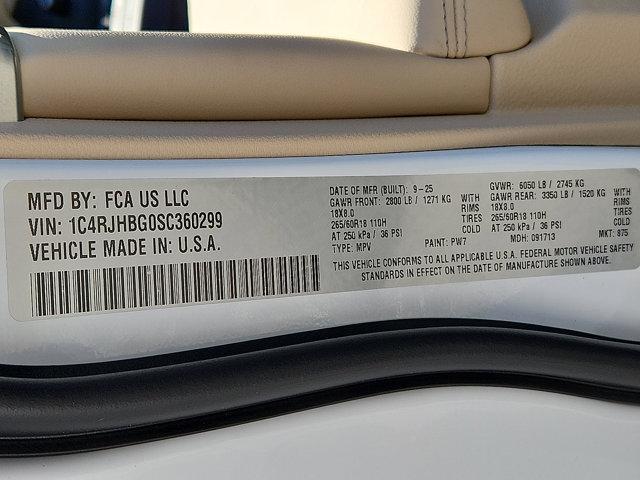 MFD BY: FCA US LLC
VIN: 1C4RJHBG0SC360299
VEHICLE MADE IN: U.S.A.
DATE OF MFR (BUILT): 9-25
GAWR FRONT: 2800 LB / 1271 KG WITH
18X8.0 RIMS
265/60R18 110H TIRES
AT 250 kPa / 36 PSI COLD
TYPE: MPV PAINT: PW7
GVWR: 6050 LB / 2745 KG
GAWR REAR: 3350 LB / 1520 KG WITH
18X8.0 RIMS
265/60R18 110H TIRES
AT 250 kPa / 36 PSI COLD
MDH: 091713 MKT: 875
THIS VEHICLE CONFORMS TO ALL APPLICABLE U.S.A. FEDERAL MOTOR VEHICLE SAFETY
STANDARDS IN EFFECT ON THE DATE OF MANUFACTURE SHOWN ABOVE.